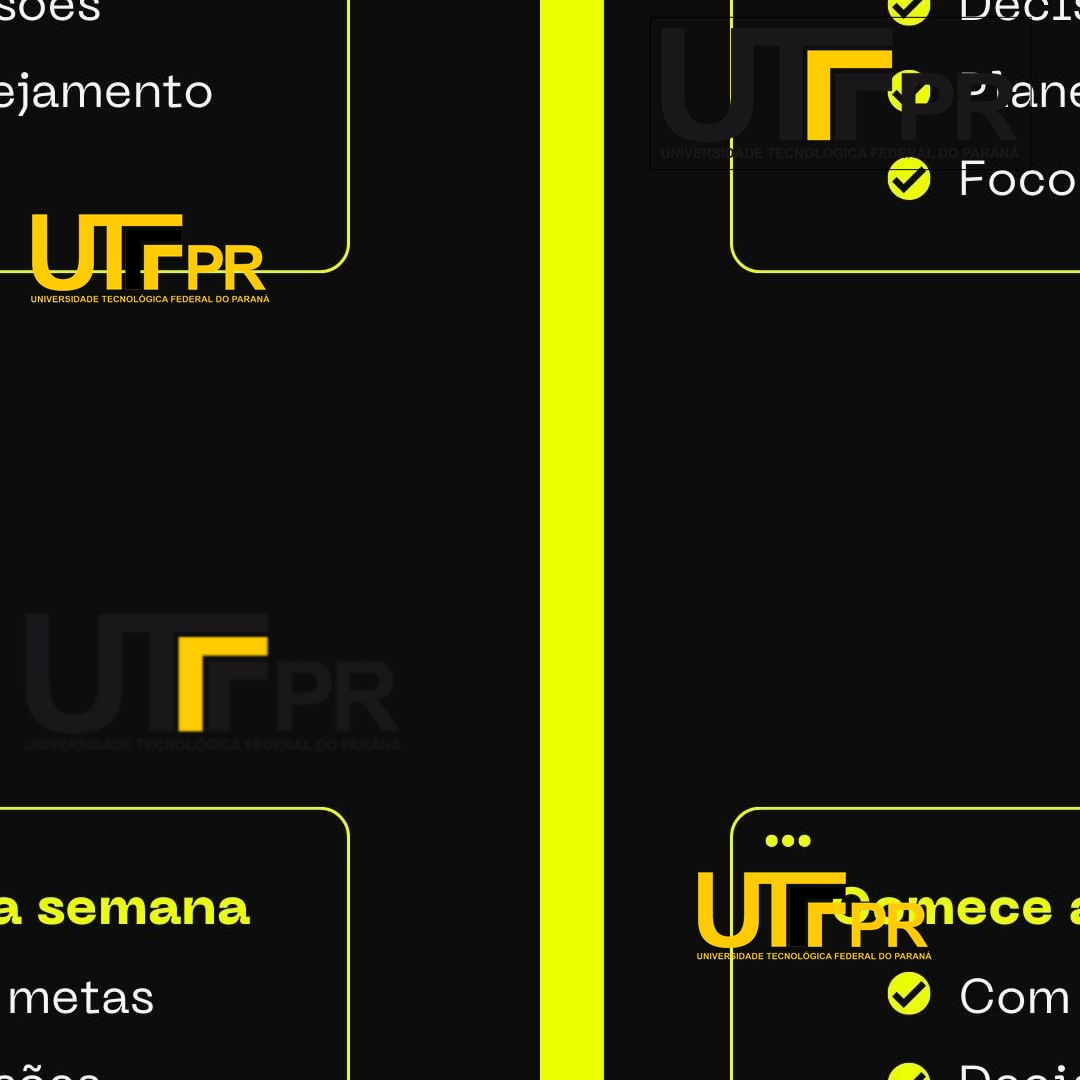 sões
ejamento
UTFPR
UNIVERSIDADE TECNOLÓGICA FEDERAL DO PARANÁ
UTFPR
UNIVERSIDADE TECNOLÓGICA FEDERAL DO PARANÁ
a semana
metas
sões
Decis
Plane
UTFPR
UNIVERSIDADE TECNOLÓGICA FEDERAL DO PARANÁ
Foco
Comece a
UTFPR
UNIVERSIDADE TECNOLÓGICA FEDERAL DO PARANÁ
Com
Decis